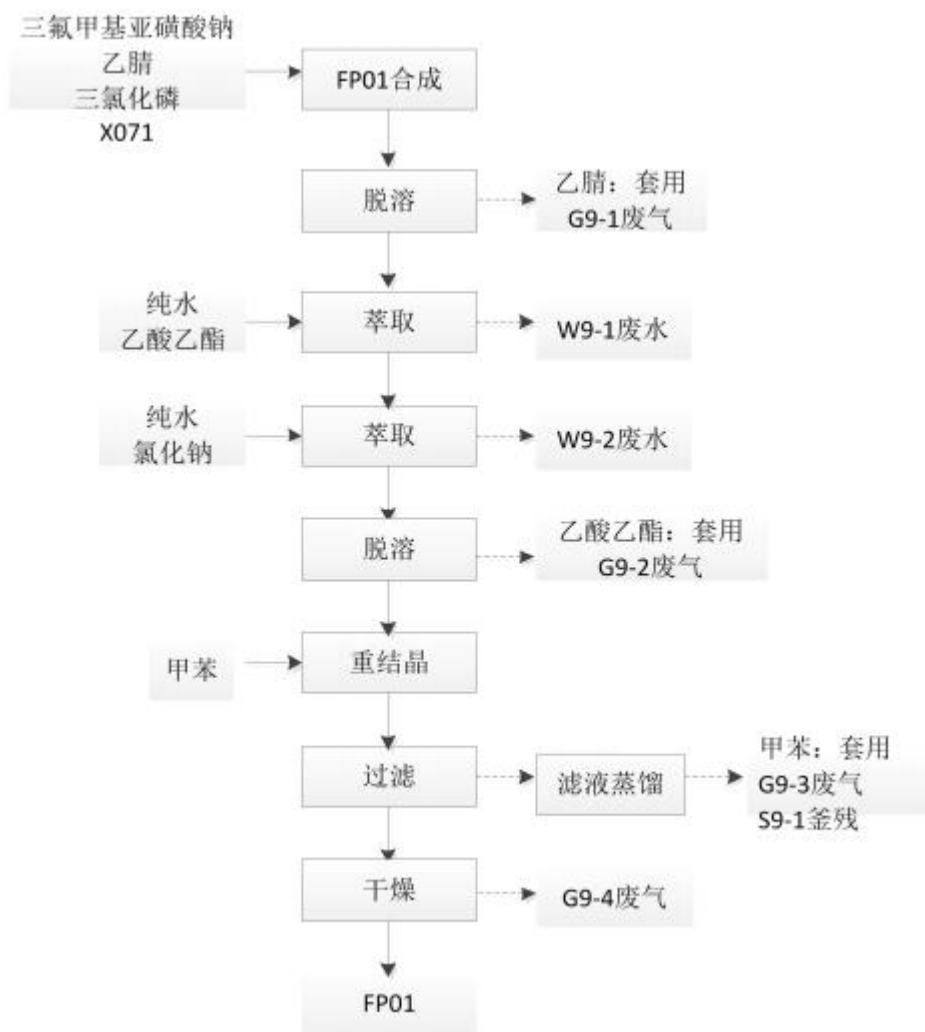 三氟甲基亚磺酸钠
乙腈
三氯化磷
X071
FP01合成
脱溶
乙腈：套用
G9-1废气
纯水
乙酸乙酯
萃取
W9-1废水
纯水
氯化钠
萃取
W9-2废水
脱溶
乙酸乙酯：套用
G9-2废气
甲苯
重结晶
过滤
滤液蒸馏
甲苯：套用
G9-3废气
S9-1釜残
干燥
G9-4废气
FP01